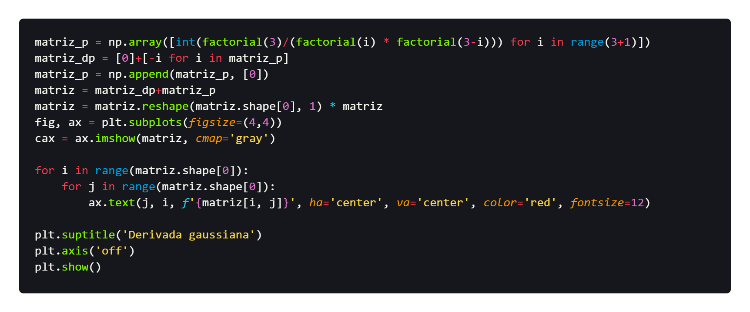 matriz_p = np.array([int(factorial(3)/(factorial(i) * factorial(3-i))) for i in range(3+1)])
matriz_dp = [0]+[-i for i in matriz_p]
matriz_p = np.append(matriz_p, [0])
matriz = matriz_dp+matriz_p
matriz = matriz.reshape(matriz.shape[0], 1) * matriz
fig, ax = plt.subplots(figsize=(4,4))
cax = ax.imshow(matriz, cmap='gray')
for i in range(matriz.shape[0]):
    for j in range(matriz.shape[0]):
        ax.text(j, i, f'{matriz[i, j]}', ha='center', va='center', color='red', fontsize=12)
plt.suptitle('Derivada gaussiana')
plt.axis('off')
plt.show()